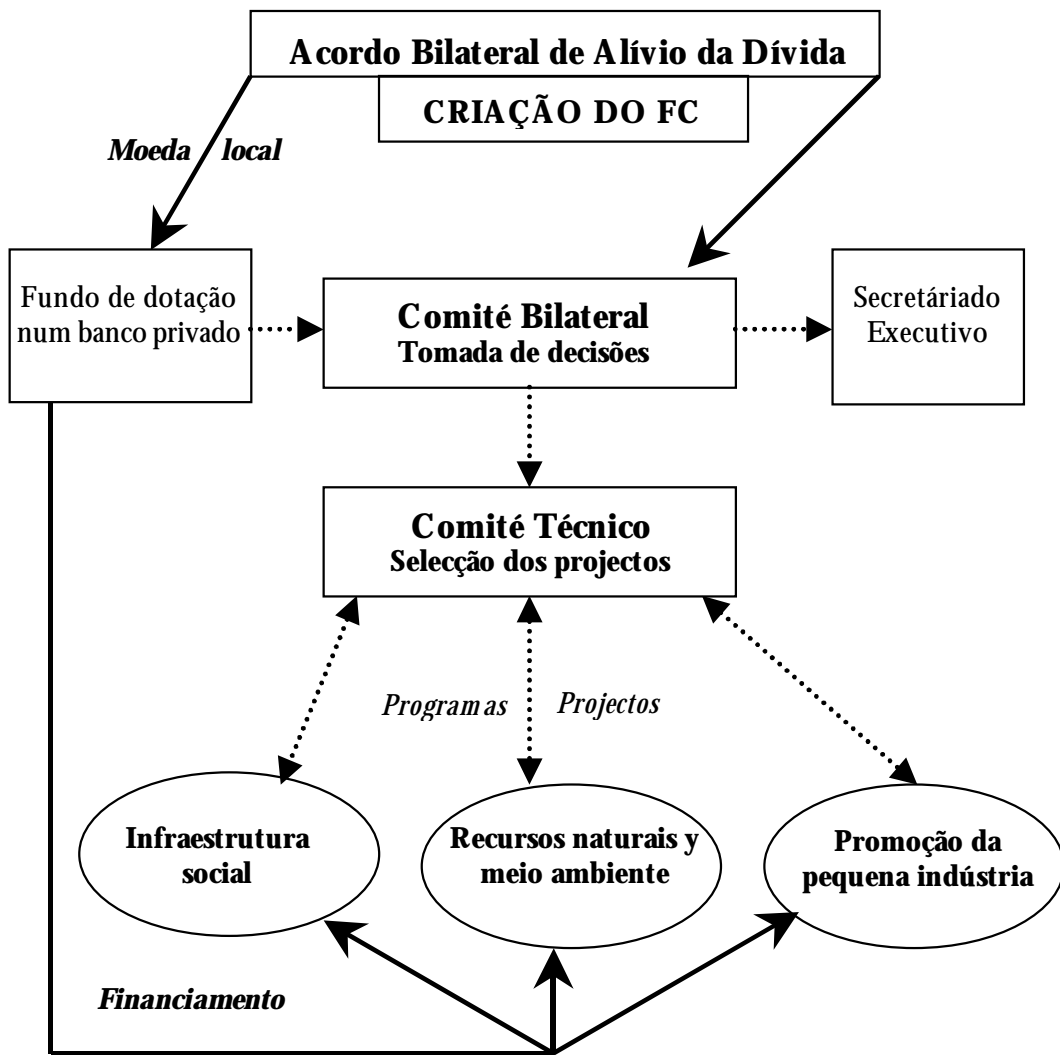 Acordo Bilateral de Alívio da Dívida
CRIAÇÃO DO FC
Moeda local
Fundo de dotação
num banco privado
Comité Bilateral
Tomada de decisões
Secretáriado
Executivo
Comité Técnico
Selecção dos projectos
Programas Projectos
Infraestrutura
social
Recursos naturais y
meio ambiente
Promoção da
pequena indústria
Financiamento